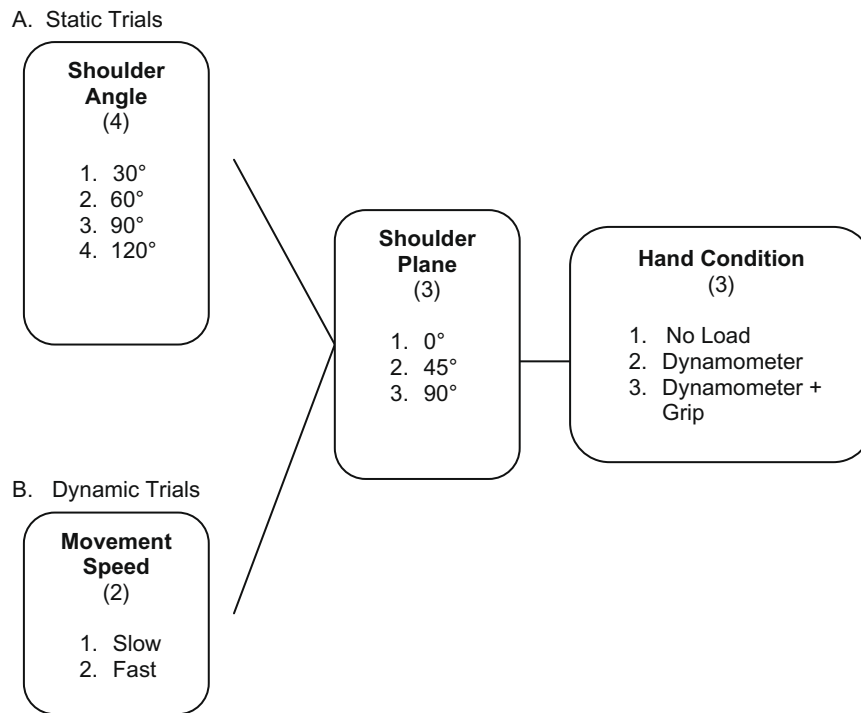 A. Static Trials
Shoulder
Angle
(4)
1. 30°
2. 60°
3. 90°
4. 120°
Shoulder
Plane
(3)
1. 0°
2. 45°
3. 90°
Hand Condition
(3)
1. No Load
2. Dynamometer
3. Dynamometer +
Grip
B. Dynamic Trials
Movement
Speed
(2)
1. Slow
2. Fast